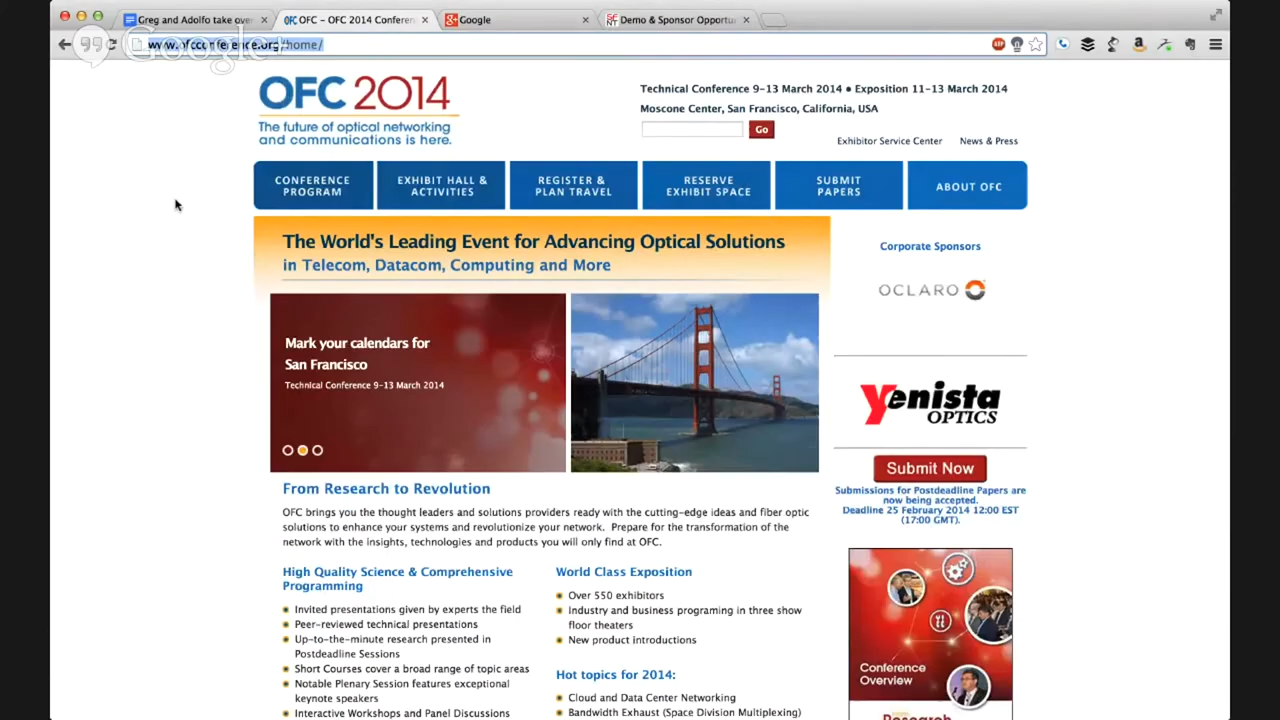 Greg and Adolfo take ove
OFC – OFC 2014 Conferen
Google
Demo & Sponsor Opportu
www.ofcconference.org/home/
Google
OFC 2014
The future of optical networking
and communications is here.
Technical Conference 9-13 March 2014 ● Exposition 11-13 March 2014
Moscone Center, San Francisco, California, USA
Go
Exhibitor Service Center
News & Press
CONFERENCE
PROGRAM
EXHIBIT HALL &
ACTIVITIES
REGISTER &
PLAN TRAVEL
RESERVE
EXHIBIT SPACE
SUBMIT
PAPERS
ABOUT OFC
The World's Leading Event for Advancing Optical Solutions
in Telecom, Datacom, Computing and More
Mark your calendars for
San Francisco
Technical Conference 9-13 March 2014
Corporate Sponsors
OCLARO
Yenista
OPTICS
Submit Now
Submissions for Postdeadline Papers are
now being accepted.
Deadline 25 February 2014 12:00 EST
(17:00 GMT).
From Research to Revolution
OFC brings you the thought leaders and solutions providers ready with the cutting-edge ideas and fiber optic
solutions to enhance your systems and revolutionize your network. Prepare for the transformation of the
network with the insights, technologies and products you will only find at OFC.
High Quality Science & Comprehensive
Programming
Invited presentations given by experts the field
Peer-reviewed technical presentations
Up-to-the-minute research presented in
Postdeadline Sessions
Short Courses cover a broad range of topic areas
Notable Plenary Session features exceptional
keynote speakers
Interactive Workshops and Panel Discussions
World Class Exposition
Over 550 exhibitors
Industry and business programing in three show
floor theaters
New product introductions
Hot topics for 2014:
Cloud and Data Center Networking
Bandwidth Exhaust (Space Division Multiplexing)
Conference
Overview
Research